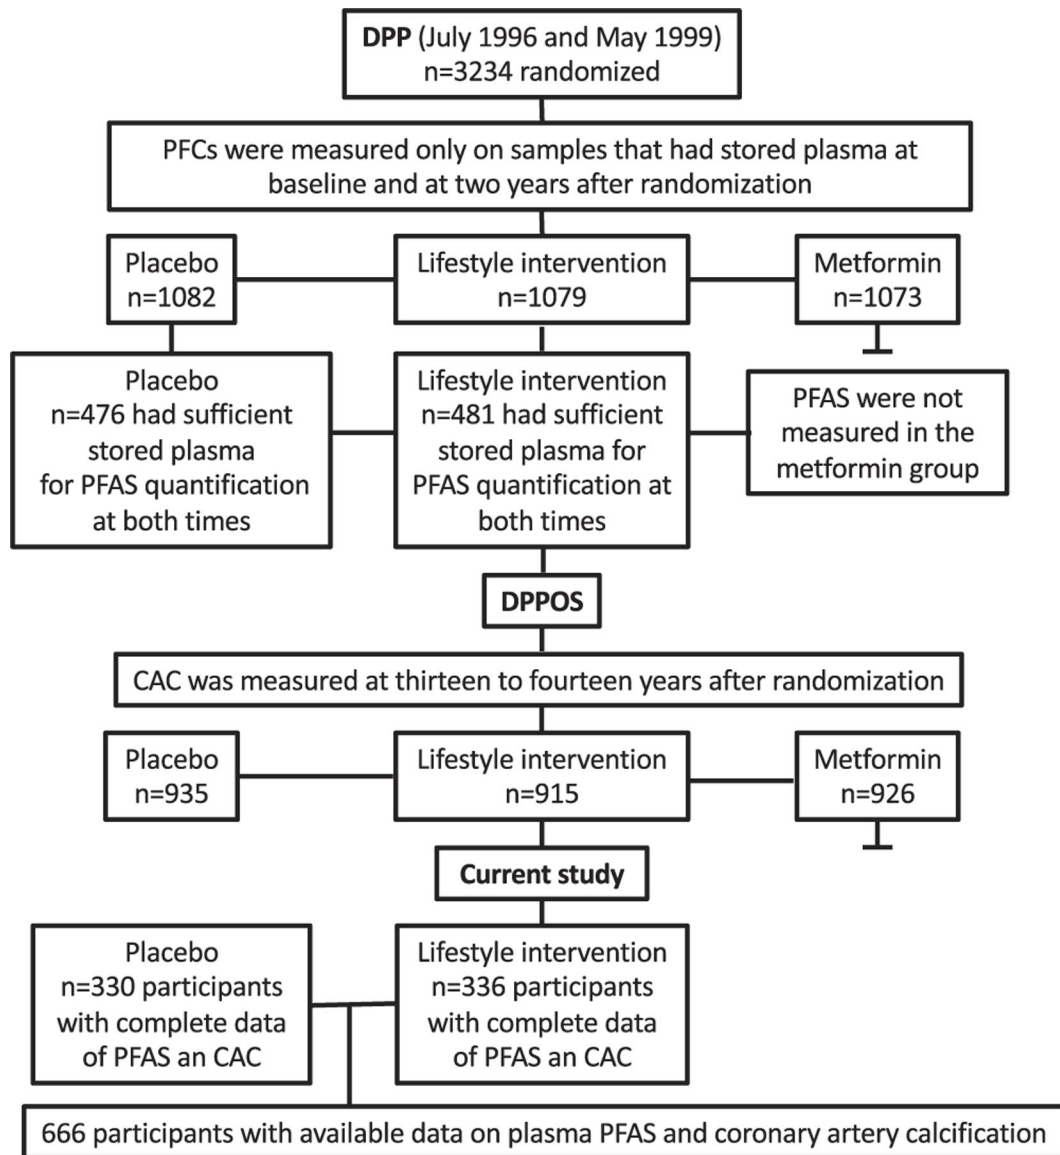 DPP (July 1996 and May 1999)
n=3234 randomized
PFCs were measured only on samples that had stored plasma at
baseline and at two years after randomization
Placebo
n=1082
Lifestyle intervention
n=1079
Metformin
n=1073
Placebo
n=476 had sufficient
stored plasma
for PFAS quantification
at both times
Lifestyle intervention
n=481 had sufficient
stored plasma for
PFAS quantification at
both times
PFAS were not
measured in the
metformin group
DPPOS
CAC was measured at thirteen to fourteen years after randomization
Placebo
n=935
Lifestyle intervention
n=915
Metformin
n=926
Current study
Placebo
n=330 participants
with complete data
of PFAS an CAC
Lifestyle intervention
n=336 participants
with complete data
of PFAS an CAC
666 participants with available data on plasma PFAS and coronary artery calcification